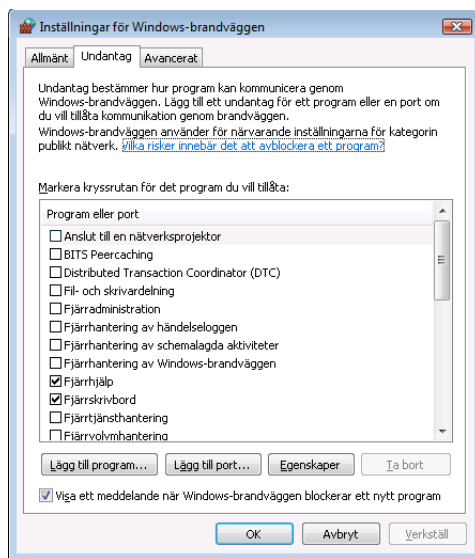 Inställningar för Windows-brandväggen
Allmänt Undantag Avancerat
Undantag bestämmer hur program kan kommunicera genom
Windows-brandväggen. Lägg till ett undantag för ett program eller en port om
du vill tillåta kommunikation genom brandväggen.
Windows-brandväggen använder för närvarande inställningarna för kategorin
publikt nätverk. Vilka risker innebär det att avblockera ett program?
Markera kryssrutan för det program du vill tillåta:
Program eller port
Anslut till en nätverksprojektor
BITS Peercaching
Distributed Transaction Coordinator (DTC)
Fil- och skrivardelning
Fjärradministration
Fjärrhantering av händelseloggen
Fjärrhantering av schemalagda aktiviteter
Fjärrhantering av Windows-brandväggen
Fjärrhjälp
Fjärrskrivbord
Fjärrtjänsthantering
Fjärrvolymhantering
Lägg till program... Lägg till port... Egenskaper Ta bort
Visa ett meddelande när Windows-brandväggen blockerar ett nytt program
OK Avbryt Verkställ